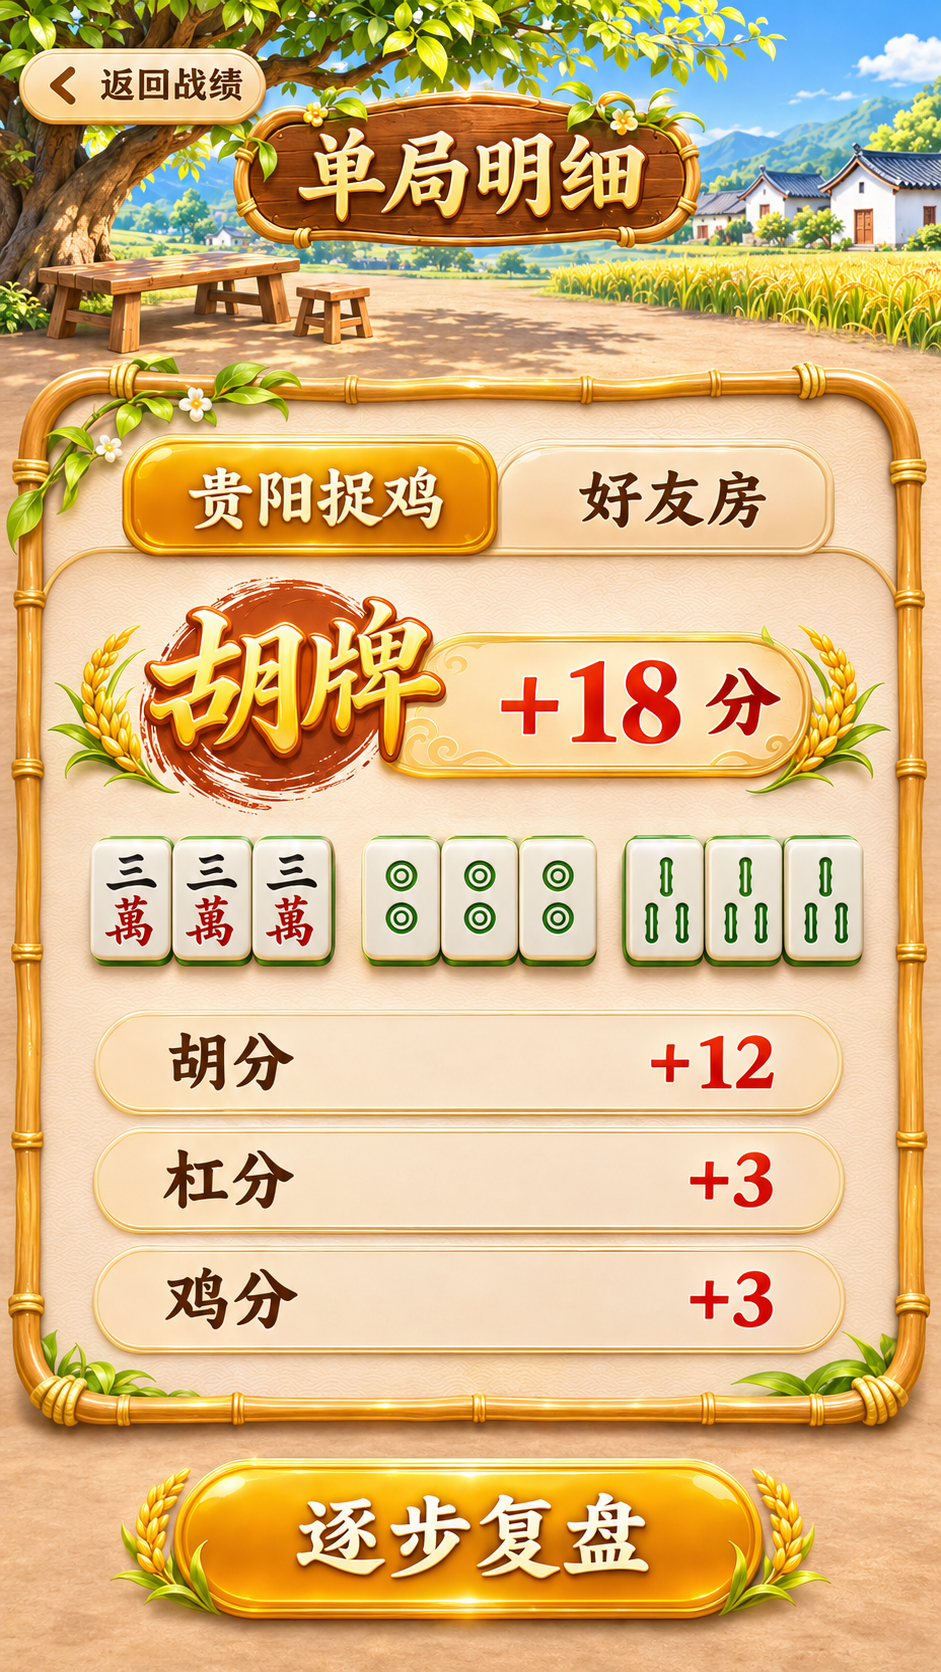 返回战绩
单局明细
贵阳捉鸡 好友房
胡牌 +18 分
三萬 三萬 三萬
胡分 +12
杠分 +3
鸡分 +3
逐步复盘